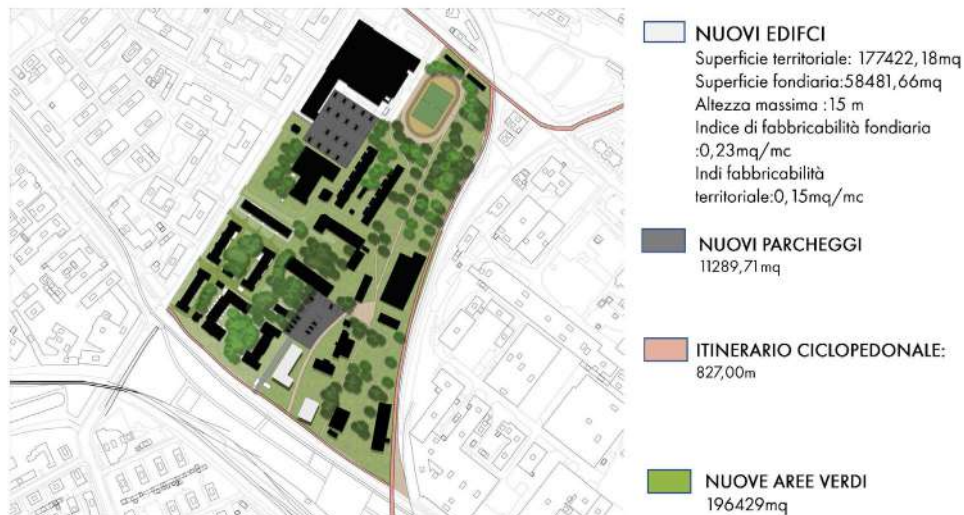 NUOVI EDIFCI
Superficie territoriale: 177422,18mq
Superficie fondiaria:58481,66mq
Altezza massima :15 m
Indice di fabbricabilità fondiaria
:0,23mq/mc
Indi fabbricabilità
territoriale:0,15mq/mc
NUOVI PARCHEGGI
11289,71mq
ITINERARIO CICLOPEDONALE:
827,00m
NUOVE AREE VERDI
196429mq